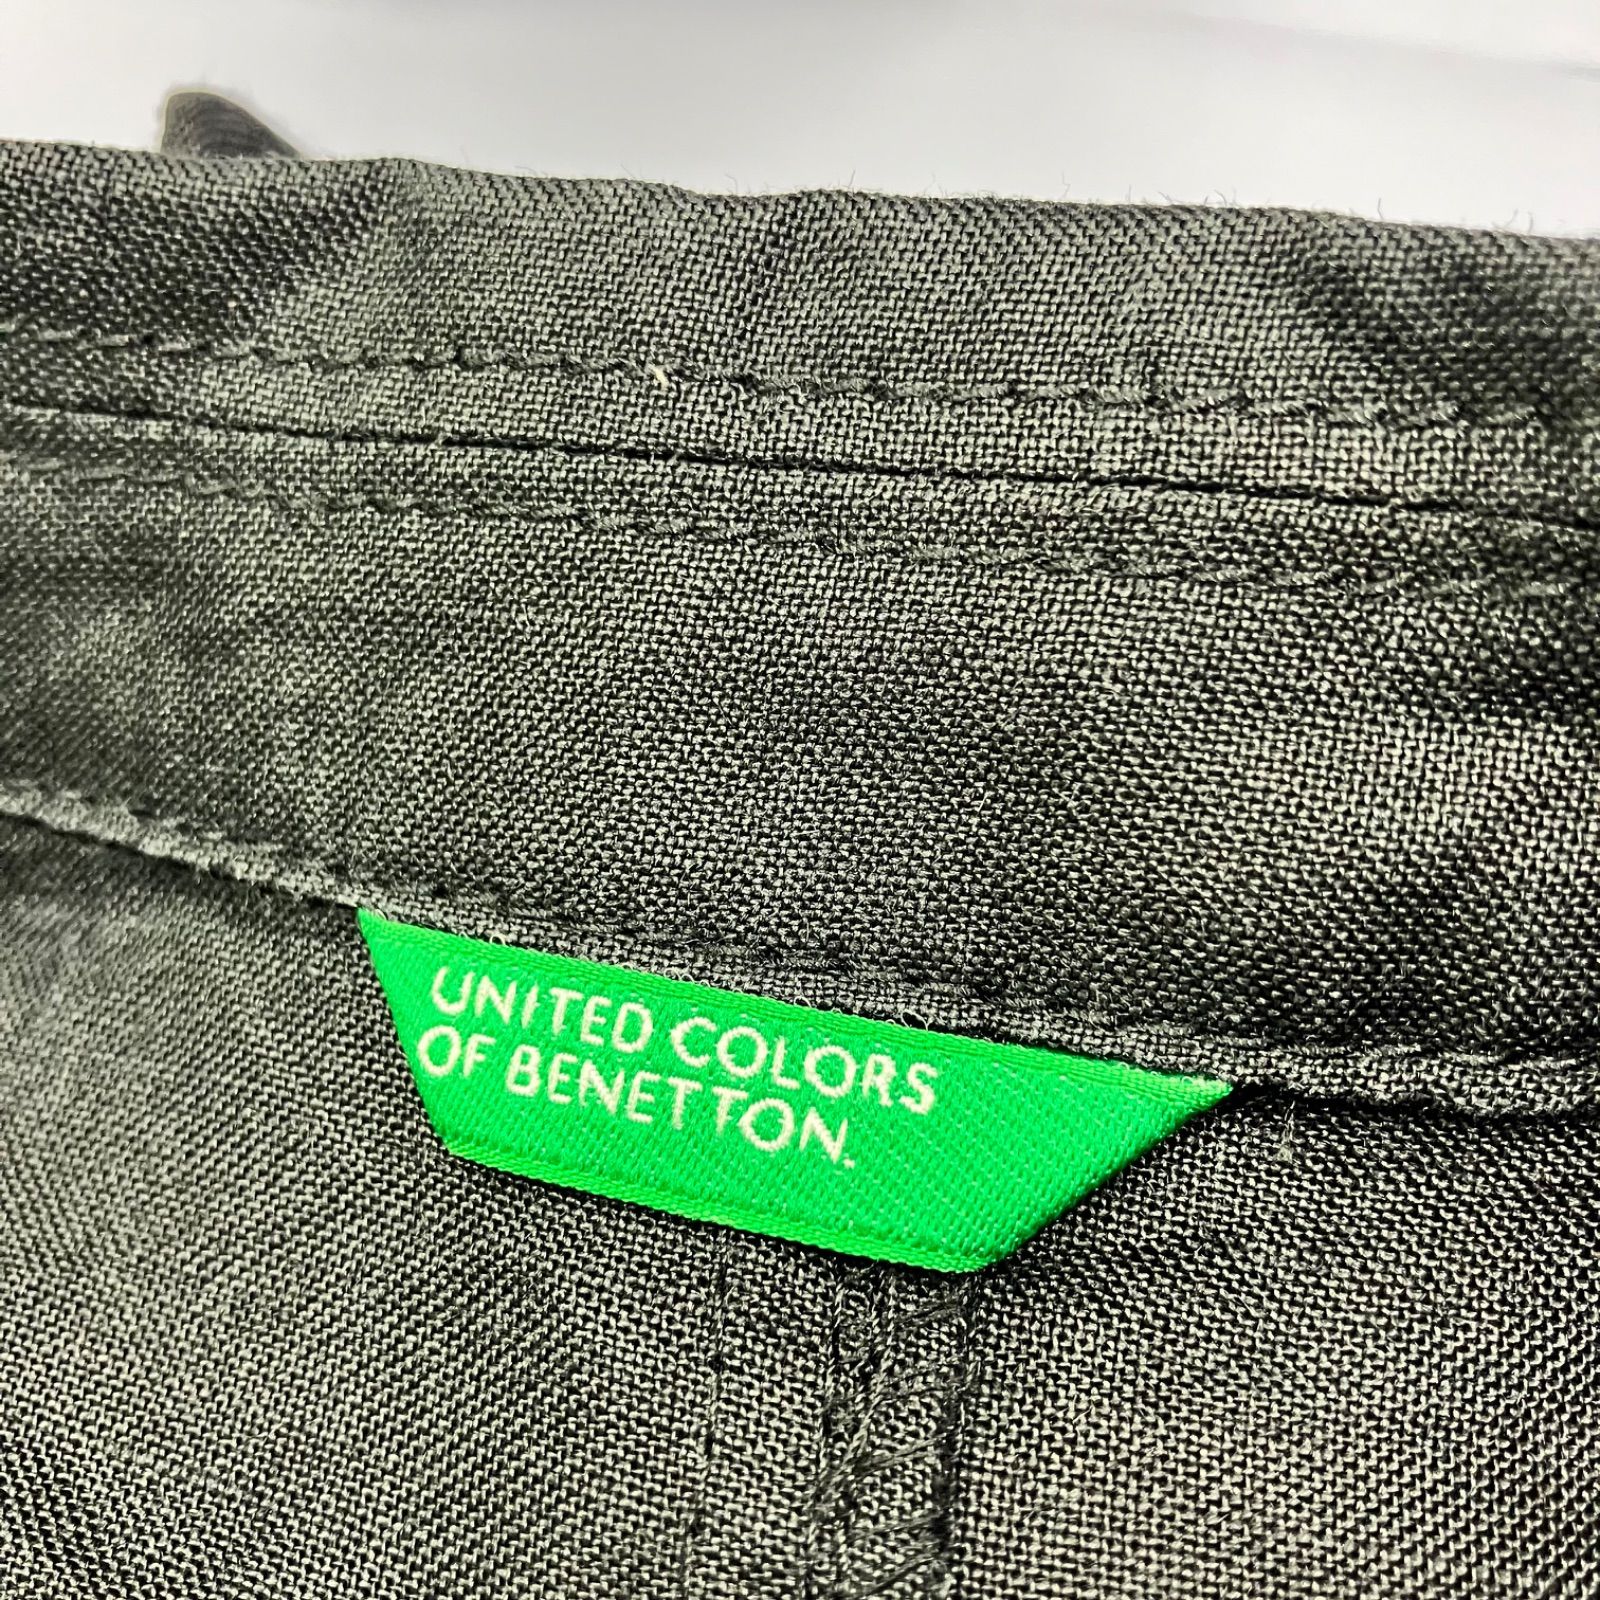 UNITED COLORS
OF BENETTON.